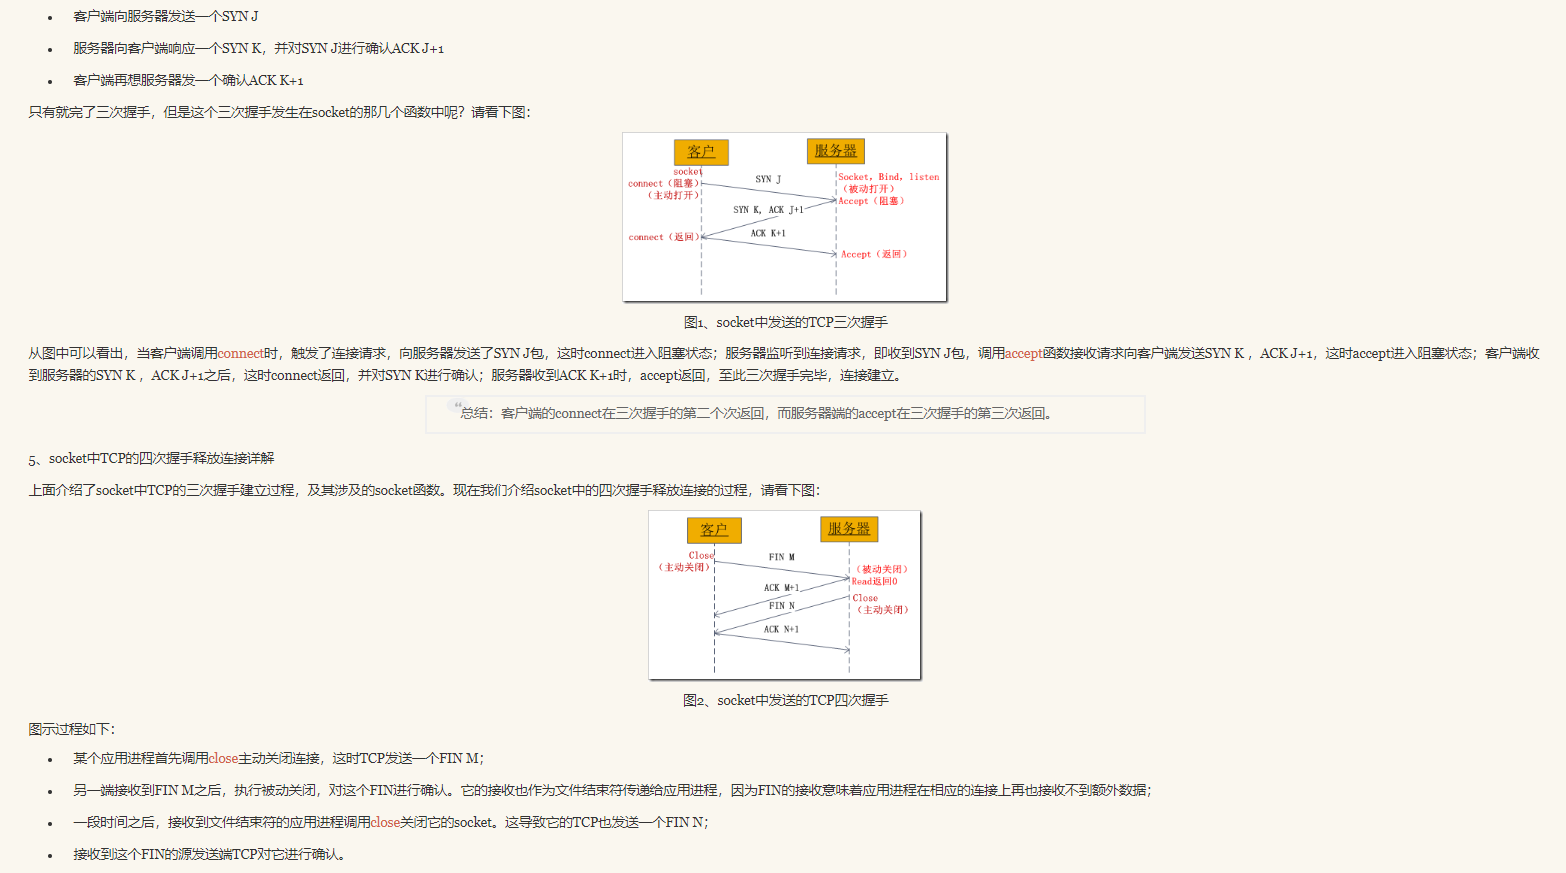 客户端向服务器发送一个SYN J
服务器向客户端响应一个SYN K，并对SYN J进行确认ACK J+1
客户端再想服务器发一个确认ACK K+1
只有就完了三次握手，但是这个三次握手发生在socket的那几个函数中呢？请看下图：
客户
服务器
socket
connect（阻塞）
（主动打开）
SYN J
Socket，Bind，listen
（被动打开）
Accept（阻塞）
SYN K, ACK J+1
connect（返回）
ACK K+1
Accept（返回）
图1、socket中发送的TCP三次握手
从图中可以看出，当客户端调用connect时，触发了连接请求，向服务器发送了SYN J包，这时connect进入阻塞状态；服务器监听到连接请求，即收到SYN J包，调用accept函数接收请求向客户端发送SYN K ，ACK J+1，这时accept进入阻塞状态；客户端收
到服务器的SYN K ，ACK J+1之后，这时connect返回，并对SYN K进行确认；服务器收到ACK K+1时，accept返回，至此三次握手完毕，连接建立。
总结：客户端的connect在三次握手的第二个次返回，而服务器端的accept在三次握手的第三次返回。
5、socket中TCP的四次握手释放连接详解
上面介绍了socket中TCP的三次握手建立过程，及其涉及的socket函数。现在我们介绍socket中的四次握手释放连接的过程，请看下图：
客户
服务器
Close
（主动关闭）
FIN M
（被动关闭）
Read返回0
ACK M+1
FIN N
Close
（主动关闭）
ACK N+1
图2、socket中发送的TCP四次握手
图示过程如下：
某个应用进程首先调用close主动关闭连接，这时TCP发送一个FIN M；
另一端接收到FIN M之后，执行被动关闭，对这个FIN进行确认。它的接收也作为文件结束符传递给应用进程，因为FIN的接收意味着应用进程在相应的连接上再也接收不到额外数据；
一段时间之后，接收到文件结束符的应用进程调用close关闭它的socket。这导致它的TCP也发送一个FIN N；
接收到这个FIN的源发送端TCP对它进行确认。